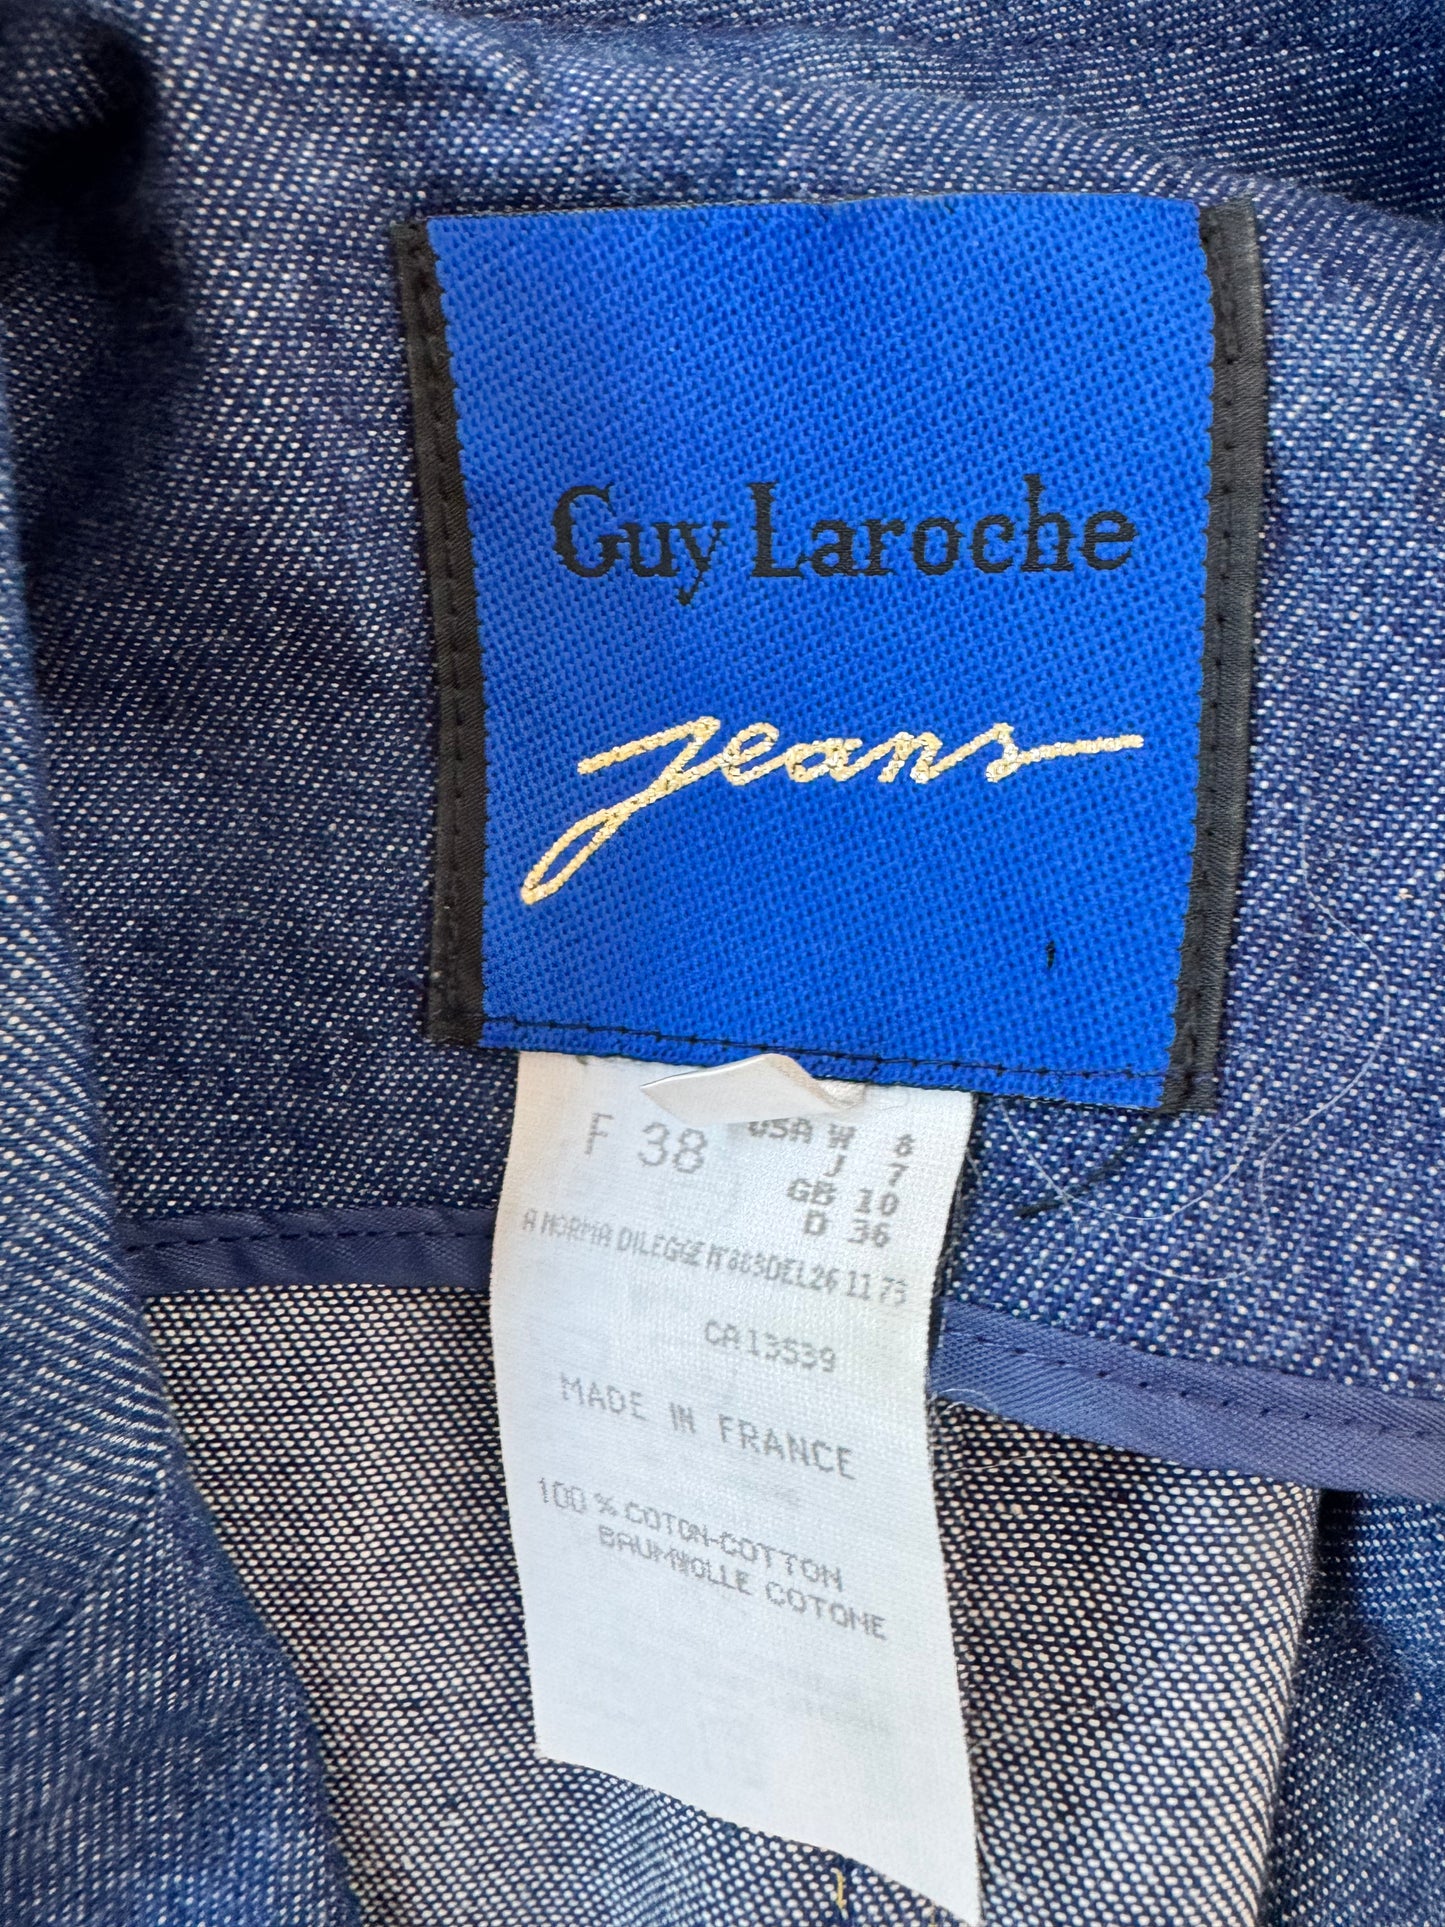 Guy Laroche
jeans
F 38
USA W 8
J 7
GB 10
D 36
A NORMA DI LEGGE N°883 DEL 26 11 73
CA13S39
MADE IN FRANCE
100 % COTON-COTTON
BAUMWOLLE COTONE